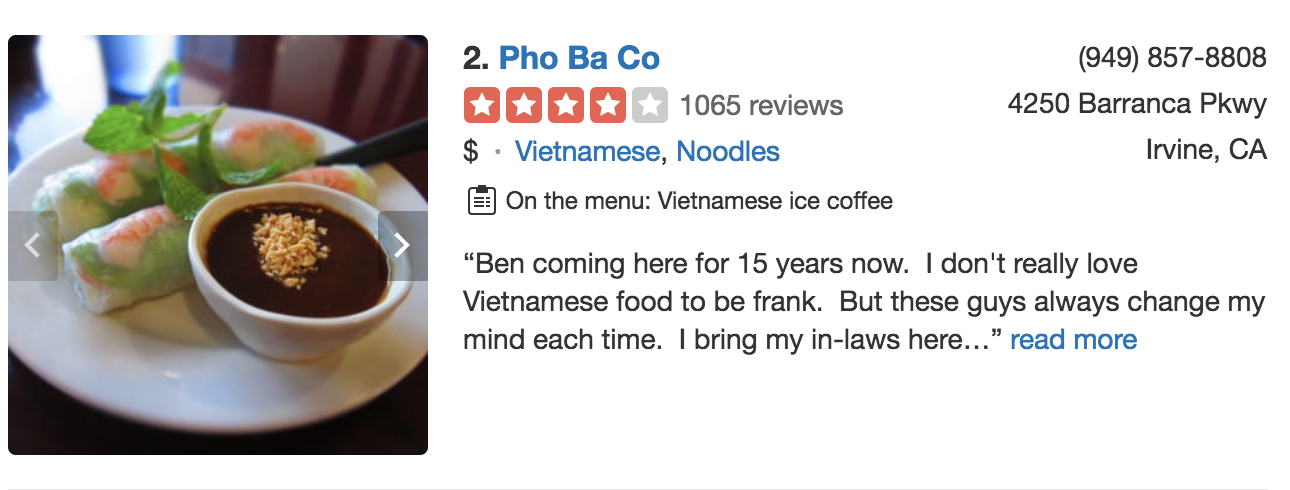 2. Pho Ba Co
1065 reviews
$ · Vietnamese, Noodles
On the menu: Vietnamese ice coffee
“Ben coming here for 15 years now.  I don't really love
Vietnamese food to be frank.  But these guys always change my
mind each time.  I bring my in-laws here…” read more
(949) 857-8808
4250 Barranca Pkwy
Irvine, CA